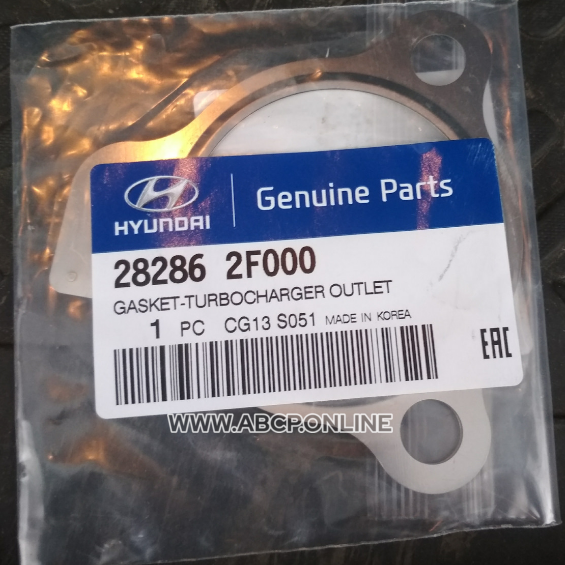 HYUNDAI
Genuine Parts
28286 2F000
GASKET-TURBOCHARGER OUTLET
1 PC CG13 S051 MADE IN KOREA
EAC
WWW.ABCP.ONLINE